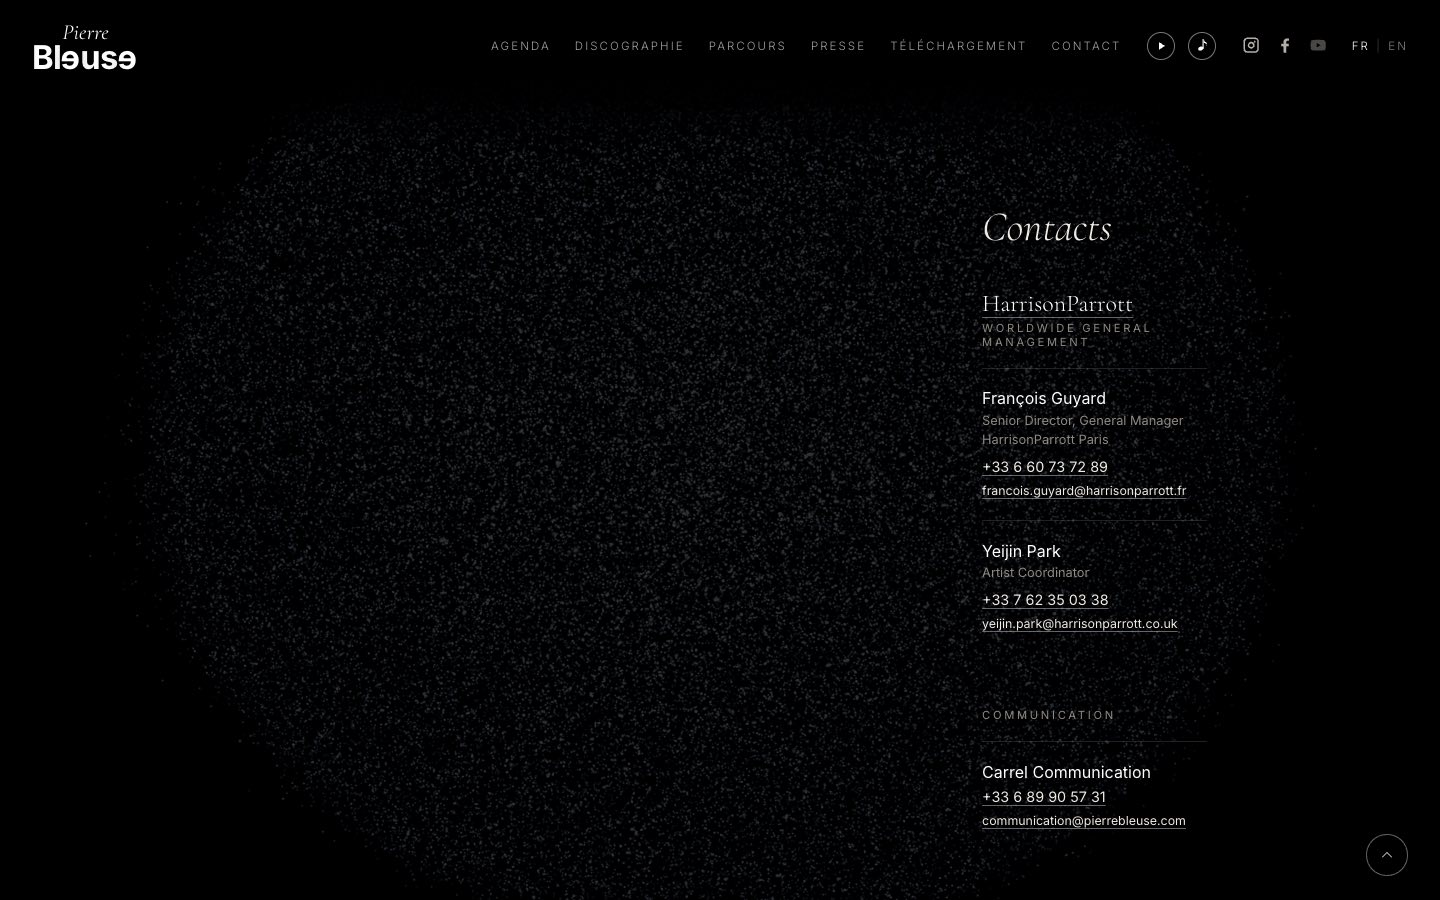 Pierre
Bleuse
AGENDA DISCOGRAPHIE PARCOURS PRESSE TÉLÉCHARGEMENT CONTACT FR | EN
Contacts
HarrisonParrott
WORLDWIDE GENERAL
MANAGEMENT
François Guyard
Senior Director, General Manager
HarrisonParrott Paris
+33 6 60 73 72 89
francois.guyard@harrisonparrott.fr
Yeijin Park
Artist Coordinator
+33 7 62 35 03 38
yeijin.park@harrisonparrott.co.uk
COMMUNICATION
Carrel Communication
+33 6 89 90 57 31
communication@pierrebleuse.com